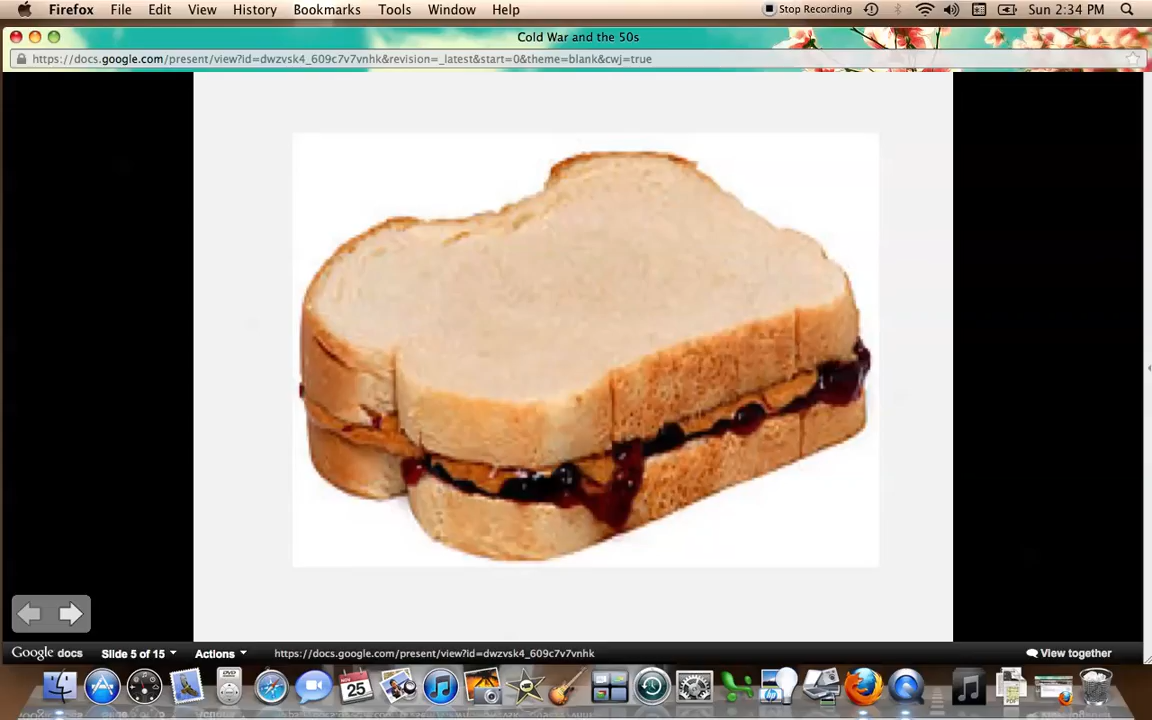 Firefox File Edit View History Bookmarks Tools Window Help Stop Recording Sun 2:34 PM
Cold War and the 50s
https://docs.google.com/present/view?id=dwzvsk4_609c7v7vnhk&revision=_latest&start=0&theme=blank&cwj=true
Google docs Slide 5 of 15 Actions https://docs.google.com/present/view?id=dwzvsk4_609c7v7vnhk View together
NOV
25